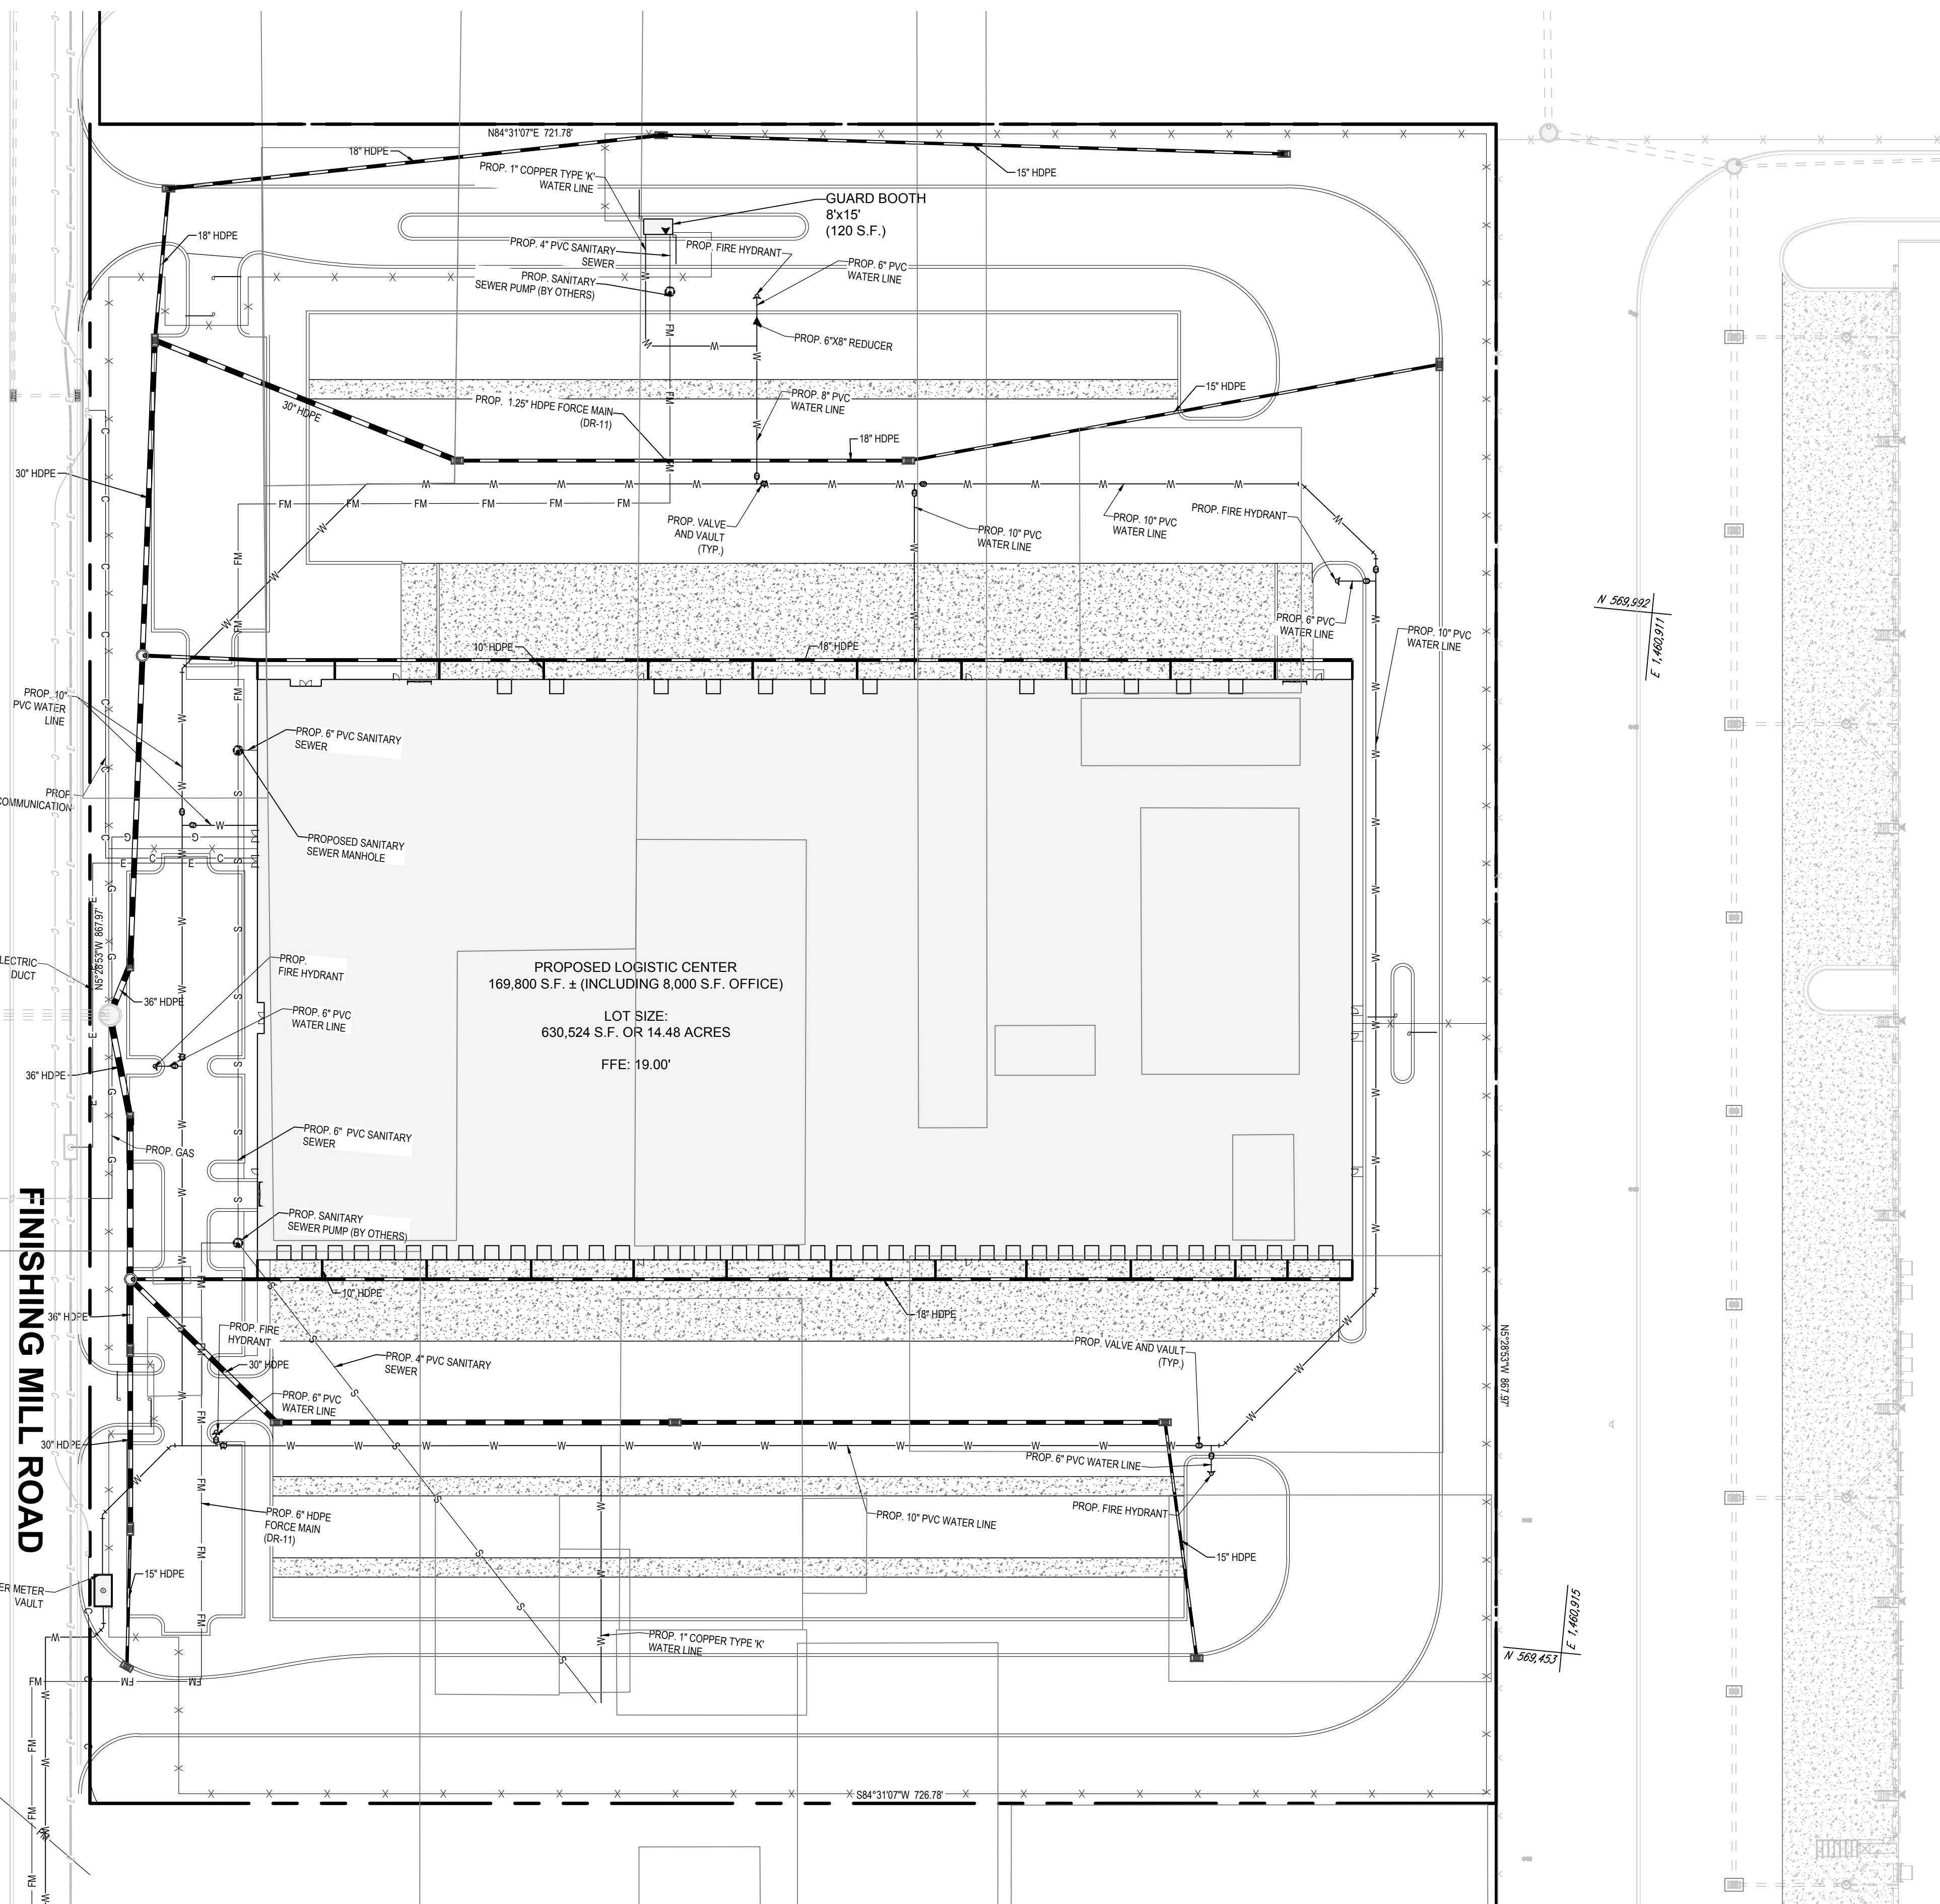 N84°31'07"E 721.78'
18" HDPE
15" HDPE
PROP. 1" COPPER TYPE 'K'
WATER LINE
GUARD BOOTH
8'x15'
(120 S.F.)
18" HDPE
PROP. 4" PVC SANITARY
SEWER
PROP. FIRE HYDRANT
PROP. SANITARY
SEWER PUMP (BY OTHERS)
PROP. 6" PVC
WATER LINE
PROP. 6"X8" REDUCER
30" HDPE
PROP. 1.25" HDPE FORCE MAIN
(DR-11)
PROP. 8" PVC
WATER LINE
15" HDPE
18" HDPE
30" HDPE
PROP. VALVE
AND VAULT
(TYP.)
PROP. 10" PVC
WATER LINE
PROP. 10" PVC
WATER LINE
PROP. FIRE HYDRANT
N 569,992
E 1,460,911
PROP. 6" PVC
WATER LINE
PROP. 10" PVC
WATER LINE
10" HDPE
18" HDPE
PROP. 10"
PVC WATER
LINE
PROP. 6" PVC SANITARY
SEWER
PROP.
COMMUNICATION
PROPOSED SANITARY
SEWER MANHOLE
N5°28'53"W 867.97'
DUCT
PROP.
FIRE HYDRANT
36" HDPE
PROP. 6" PVC
WATER LINE
PROPOSED LOGISTIC CENTER
169,800 S.F. ± (INCLUDING 8,000 S.F. OFFICE)
LOT SIZE:
630,524 S.F. OR 14.48 ACRES
FFE: 19.00'
36" HDPE
PROP. GAS
PROP. 6" PVC SANITARY
SEWER
PROP. SANITARY
SEWER PUMP (BY OTHERS)
FINISHING MILL ROAD
10" HDPE
18" HDPE
36" HDPE
PROP. FIRE
HYDRANT
30" HDPE
PROP. 4" PVC SANITARY
SEWER
PROP. VALVE AND VAULT
(TYP.)
N5°28'53"W 867.97'
PROP. 6" PVC
WATER LINE
30" HDPE
PROP. 6" PVC WATER LINE
PROP. 6" HDPE
FORCE MAIN
(DR-11)
PROP. 10" PVC WATER LINE
PROP. FIRE HYDRANT
15" HDPE
15" HDPE
METER
VAULT
PROP. 1" COPPER TYPE 'K'
WATER LINE
N 569,453
E 1,460,915
S84°31'07"W 726.78'